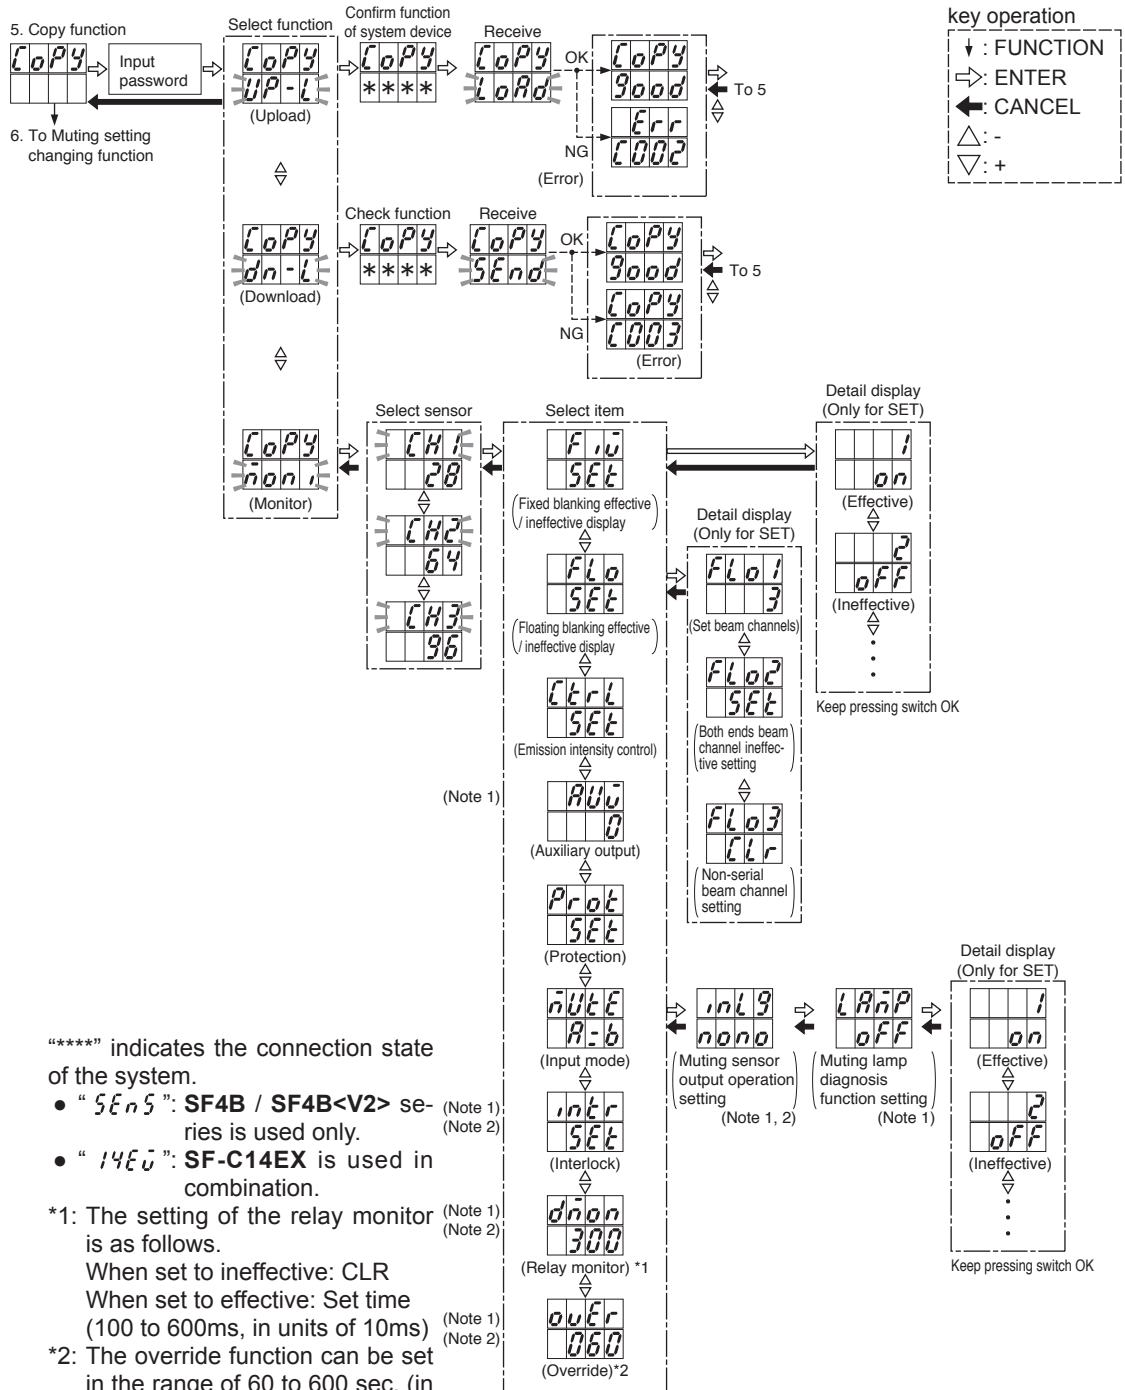 5. Copy function
CoPY
Input
password
6. To Muting setting
changing function
Select function
CoPY
UP-L
(Upload)
Confirm function
of system device
CoPY
****
Receive
CoPY
LoAd
OK
NG
CoPY
good
Err
C002
(Error)
To 5
key operation
: FUNCTION
: ENTER
: CANCEL
: -
: +
CoPY
dn-L
(Download)
Check function
CoPY
****
Receive
CoPY
SEnd
OK
NG
CoPY
good
CoPY
C003
(Error)
To 5
CoPY
moni
(Monitor)
Select sensor
CH1
28
CH2
64
CH3
96
Select item
Fix
SEt
(Fixed blanking effective
/ ineffective display)
FLo
SEt
(Floating blanking effective
/ ineffective display)
CtrL
SEt
(Emission intensity control)
(Note 1)
AUx
0
(Auxiliary output)
Prot
SEt
(Protection)
mUtE
A=b
(Input mode)
(Note 1)
(Note 2)
intr
SEt
(Interlock)
(Note 1)
(Note 2)
dmon
300
(Relay monitor) *1
(Note 1)
(Note 2)
ovEr
060
(Override)*2
Detail display
(Only for SET)
FLo1
3
(Set beam channels)
FLo2
SEt
(Both ends beam
channel ineffec-
tive setting)
FLo3
CLr
(Non-serial
beam channel
setting)
Detail display
(Only for SET)
1
on
(Effective)
2
oFF
(Ineffective)
Keep pressing switch OK
inLg
nono
(Muting sensor
output operation
setting)
(Note 1, 2)
LAmP
oFF
(Muting lamp
diagnosis
function setting)
(Note 1)
Detail display
(Only for SET)
1
on
(Effective)
2
oFF
(Ineffective)
Keep pressing switch OK
“****” indicates the connection state
of the system.
● “ SEnS ”: SF4B / SF4B<V2> se-
ries is used only.
● “ 14Ex ”: SF-C14EX is used in
combination.
*1: The setting of the relay monitor
is as follows.
When set to ineffective: CLR
When set to effective: Set time
(100 to 600ms, in units of 10ms)
*2: The override function can be set
in the range of 60 to 600 sec. (in